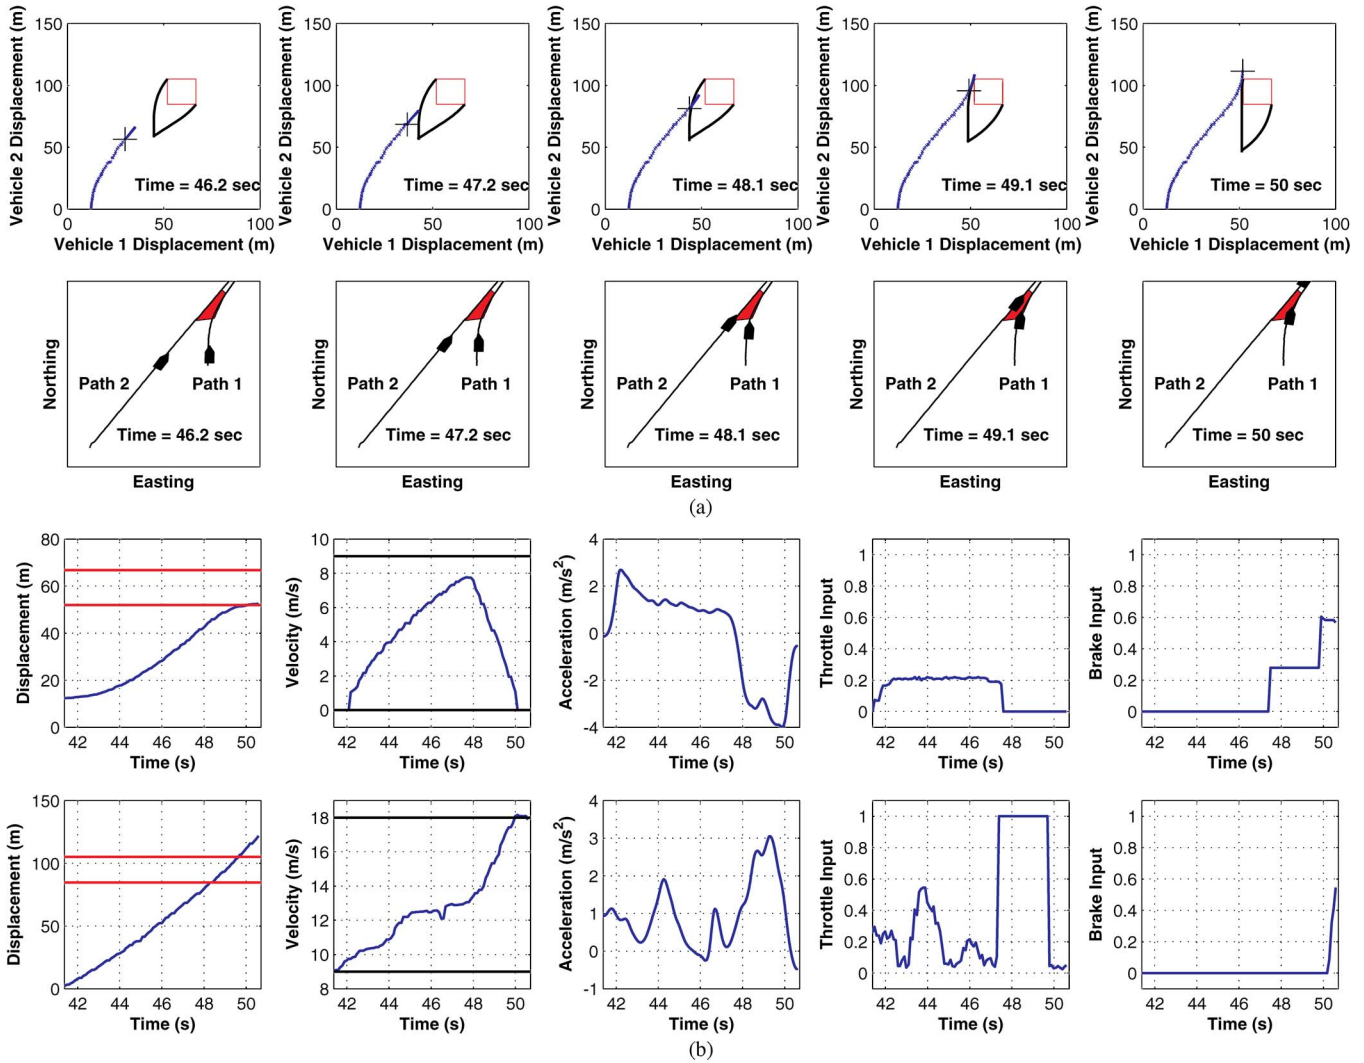 150
100
50
0
0 50 100
Vehicle 2 Displacement (m)
Time = 46.2 sec
Vehicle 1 Displacement (m)
150
100
50
0
0 50 100
Vehicle 2 Displacement (m)
Time = 47.2 sec
Vehicle 1 Displacement (m)
150
100
50
0
0 50 100
Vehicle 2 Displacement (m)
Time = 48.1 sec
Vehicle 1 Displacement (m)
150
100
50
0
0 50 100
Vehicle 2 Displacement (m)
Time = 49.1 sec
Vehicle 1 Displacement (m)
150
100
50
0
0 50 100
Vehicle 2 Displacement (m)
Time = 50 sec
Vehicle 1 Displacement (m)
Northing
Path 2 Path 1
Time = 46.2 sec
Easting
Northing
Path 2 Path 1
Time = 47.2 sec
Easting
Northing
Path 2 Path 1
Time = 48.1 sec
Easting
Northing
Path 2 Path 1
Time = 49.1 sec
Easting
Northing
Path 2 Path 1
Time = 50 sec
Easting
(a)
Displacement (m)
80
60
40
20
0
42 44 46 48 50
Time (s)
Velocity (m/s)
10
8
6
4
2
0
42 44 46 48 50
Time (s)
Acceleration (m/s²)
4
2
0
-2
-4
42 44 46 48 50
Time (s)
Throttle Input
1
0.8
0.6
0.4
0.2
0
42 44 46 48 50
Time (s)
Brake Input
1
0.8
0.6
0.4
0.2
0
42 44 46 48 50
Time (s)
Displacement (m)
150
100
50
0
42 44 46 48 50
Time (s)
Velocity (m/s)
18
16
14
12
10
8
42 44 46 48 50
Time (s)
Acceleration (m/s²)
4
3
2
1
0
-1
42 44 46 48 50
Time (s)
Throttle Input
1
0.8
0.6
0.4
0.2
0
42 44 46 48 50
Time (s)
Brake Input
1
0.8
0.6
0.4
0.2
0
42 44 46 48 50
Time (s)
(b)